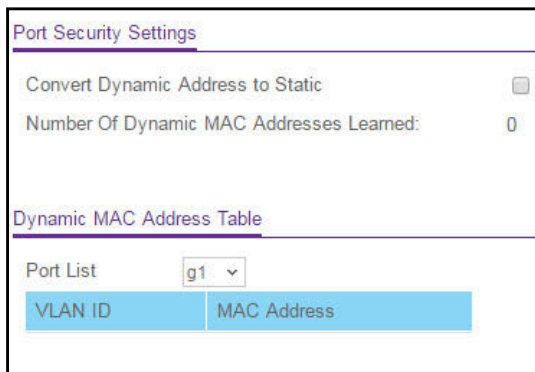 Port Security Settings
Convert Dynamic Address to Static
Number Of Dynamic MAC Addresses Learned: 0
Dynamic MAC Address Table
Port List g1
VLAN ID MAC Address